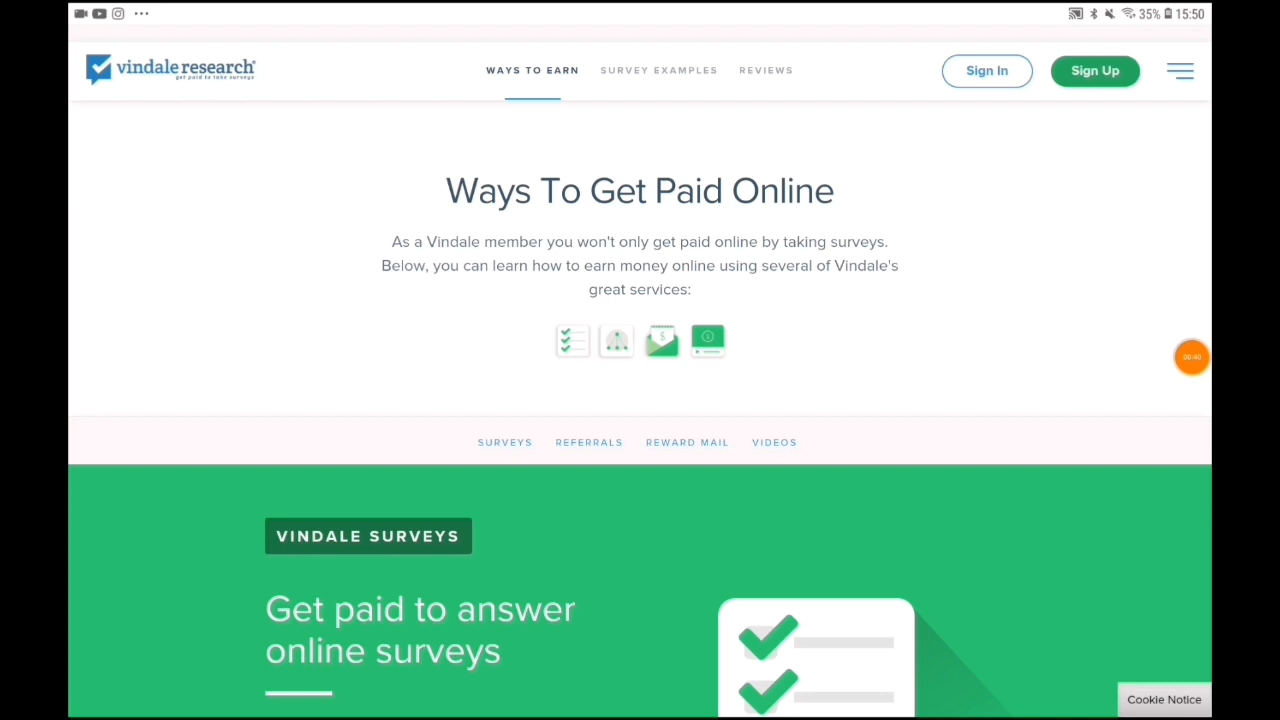 35% 15:50
vindale research
get paid to take surveys
WAYS TO EARN SURVEY EXAMPLES REVIEWS
Sign In Sign Up
Ways To Get Paid Online
As a Vindale member you won't only get paid online by taking surveys.
Below, you can learn how to earn money online using several of Vindale's
great services:
00:40
SURVEYS REFERRALS REWARD MAIL VIDEOS
VINDALE SURVEYS
Get paid to answer
online surveys
Cookie Notice